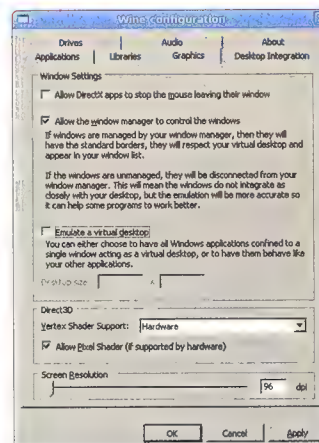 Wine configuration
Drives Audio About
Applications Libraries Graphics Desktop Integration
Window Settings
Allow DirectX apps to stop the mouse leaving their window
Allow the window manager to control the windows
If windows are managed by your window manager, then they will
have the standard borders, they will respect your virtual desktop and
appear in your window list.
If the windows are unmanaged, they will be disconnected from your
window manager. This will mean the windows do not integrate as
closely with your desktop, but the emulation will be more accurate so
it can help some programs to work better.
Emulate a virtual desktop
You can either choose to have all Windows applications confined to a
single window acting as a virtual desktop, or to have them behave like
your other applications.
Desktop size X
Direct3D
Vertex Shader Support: Hardware
Allow Pixel Shader (if supported by hardware)
Screen Resolution
96 dpi
OK Cancel Apply